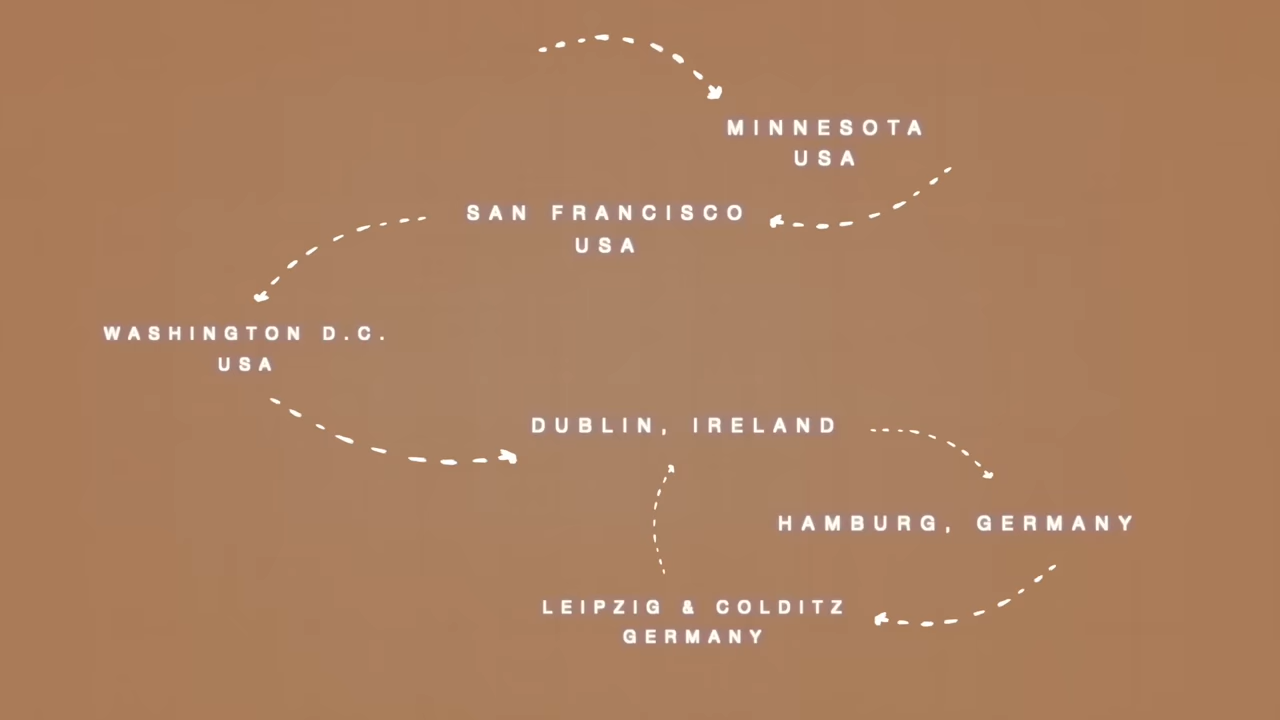 MINNESOTA
USA
SAN FRANCISCO
USA
WASHINGTON D.C.
USA
DUBLIN, IRELAND
HAMBURG, GERMANY
LEIPZIG & COLDITZ
GERMANY